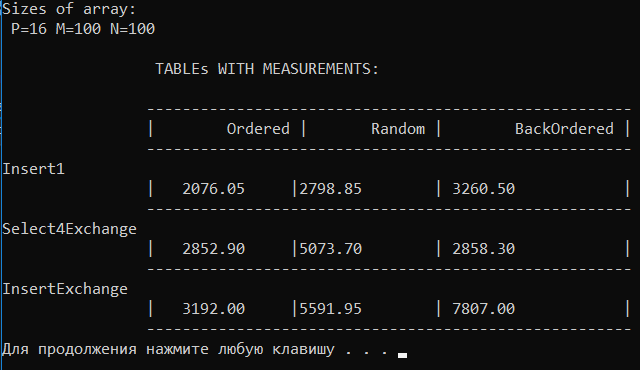 Sizes of array:
P=16 M=100 N=100
TABLEs WITH MEASUREMENTS:
---------------------------------------------------------
| Ordered | Random | BackOrdered |
---------------------------------------------------------
Insert1
| 2076.05 |2798.85 | 3260.50 |
---------------------------------------------------------
Select4Exchange
| 2852.90 |5073.70 | 2858.30 |
---------------------------------------------------------
InsertExchange
| 3192.00 |5591.95 | 7807.00 |
---------------------------------------------------------
Для продолжения нажмите любую клавишу . . .